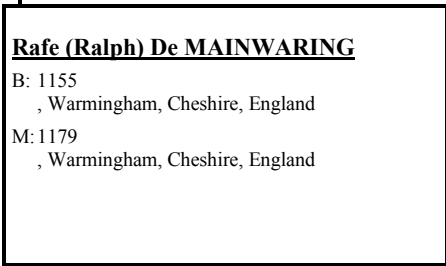 Rafe (Ralph) De MAINWARING
B: 1155
, Warmingham, Cheshire, England
M: 1179
, Warmingham, Cheshire, England